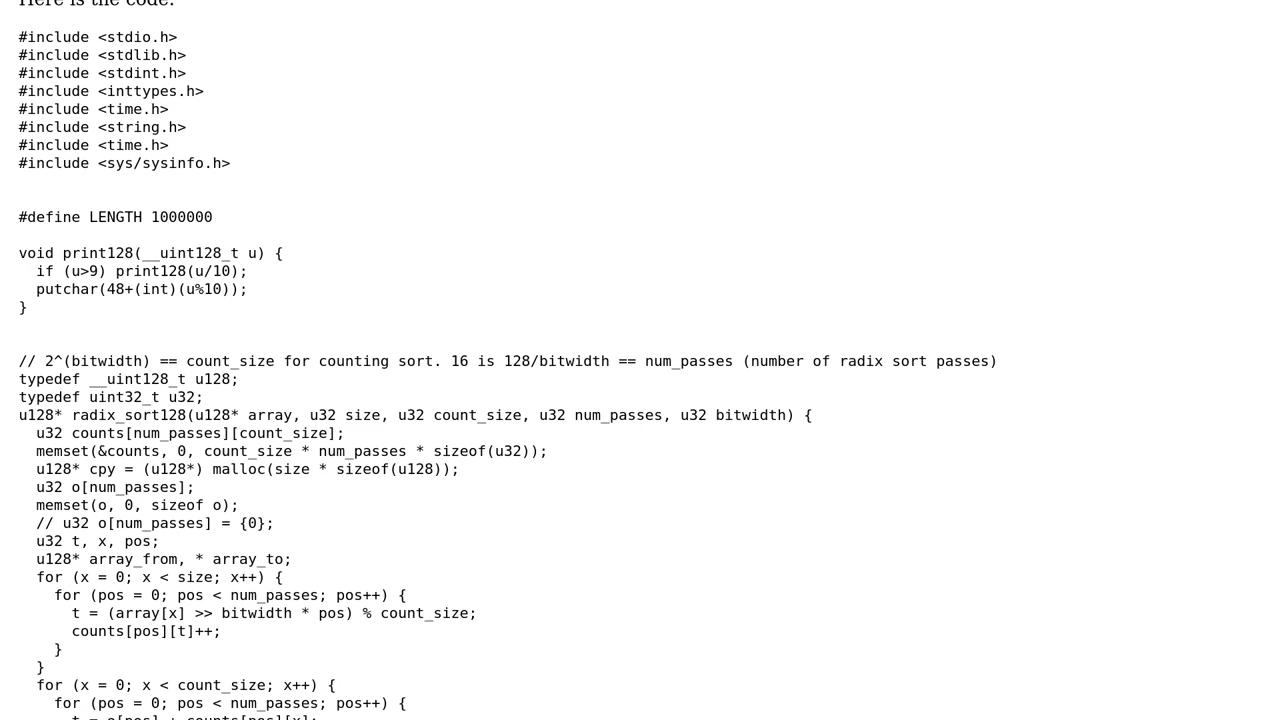 Here is the code:
#include <stdio.h>
#include <stdlib.h>
#include <stdint.h>
#include <inttypes.h>
#include <time.h>
#include <string.h>
#include <time.h>
#include <sys/sysinfo.h>
#define LENGTH 1000000
void print128(__uint128_t u) {
  if (u>9) print128(u/10);
  putchar(48+(int)(u%10));
}
// 2^(bitwidth) == count_size for counting sort. 16 is 128/bitwidth == num_passes (number of radix sort passes)
typedef __uint128_t u128;
typedef uint32_t u32;
u128* radix_sort128(u128* array, u32 size, u32 count_size, u32 num_passes, u32 bitwidth) {
  u32 counts[num_passes][count_size];
  memset(&counts, 0, count_size * num_passes * sizeof(u32));
  u128* cpy = (u128*) malloc(size * sizeof(u128));
  u32 o[num_passes];
  memset(o, 0, sizeof o);
  // u32 o[num_passes] = {0};
  u32 t, x, pos;
  u128* array_from, * array_to;
  for (x = 0; x < size; x++) {
    for (pos = 0; pos < num_passes; pos++) {
      t = (array[x] >> bitwidth * pos) % count_size;
      counts[pos][t]++;
    }
  }
  for (x = 0; x < count_size; x++) {
    for (pos = 0; pos < num_passes; pos++) {
      t = o[pos] + counts[pos][x];